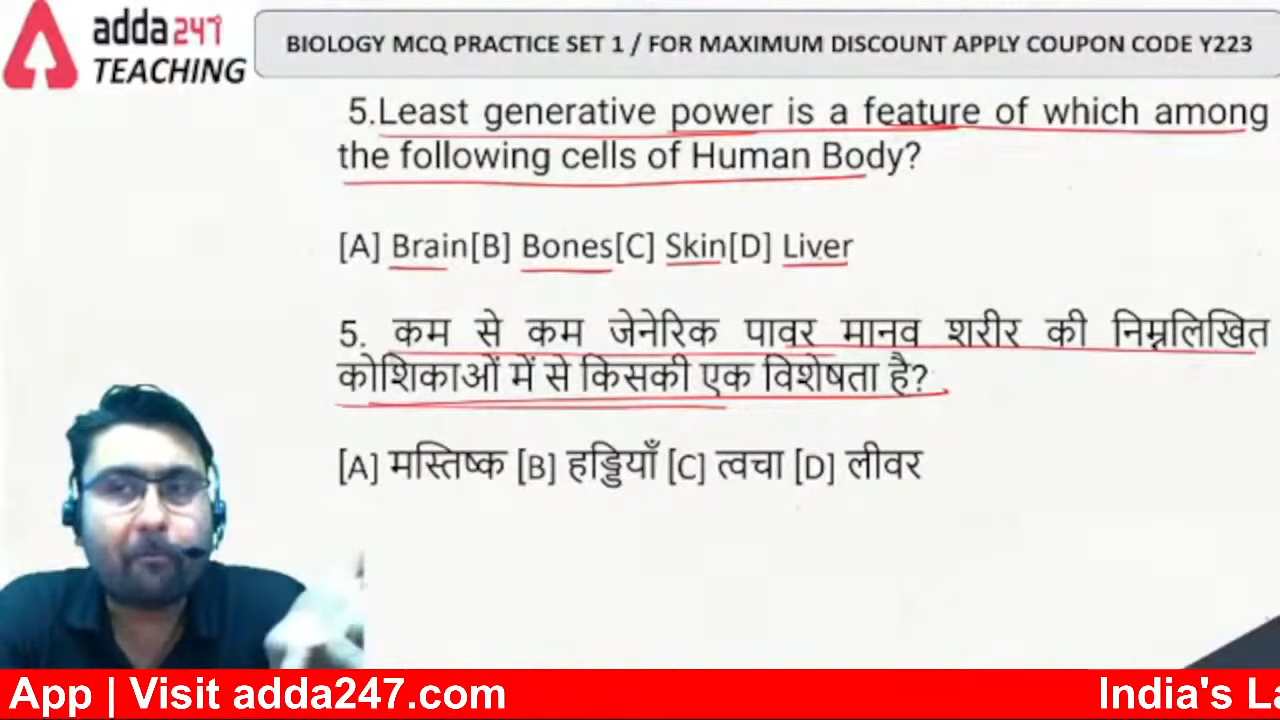 adda247
TEACHING
BIOLOGY MCQ PRACTICE SET 1 / FOR MAXIMUM DISCOUNT APPLY COUPON CODE Y223
5.Least generative power is a feature of which among
the following cells of Human Body?
[A] Brain[B] Bones[C] Skin[D] Liver
5. कम से कम जेनेरिक पावर मानव शरीर की निम्नलिखित
कोशिकाओं में से किसकी एक विशेषता है?
[A] मस्तिष्क [B] हड्डियाँ [C] त्वचा [D] लीवर
App | Visit adda247.com
India's La